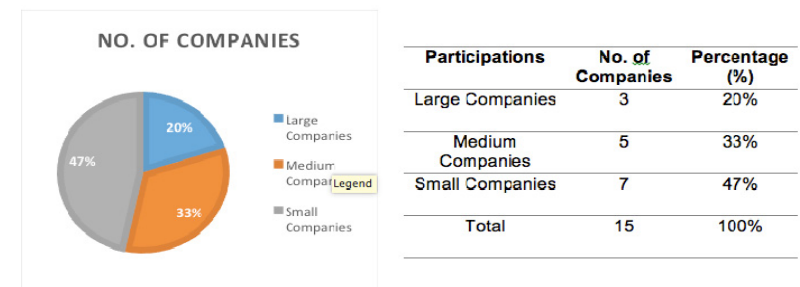 NO. OF COMPANIES
20%
47%
33%
Large
Companies
Medium
Compar
Legend
Small
Companies
Participations No. of Percentage
Companies (%)
Large Companies 3 20%
Medium 5 33%
Companies
Small Companies 7 47%
Total 15 100%